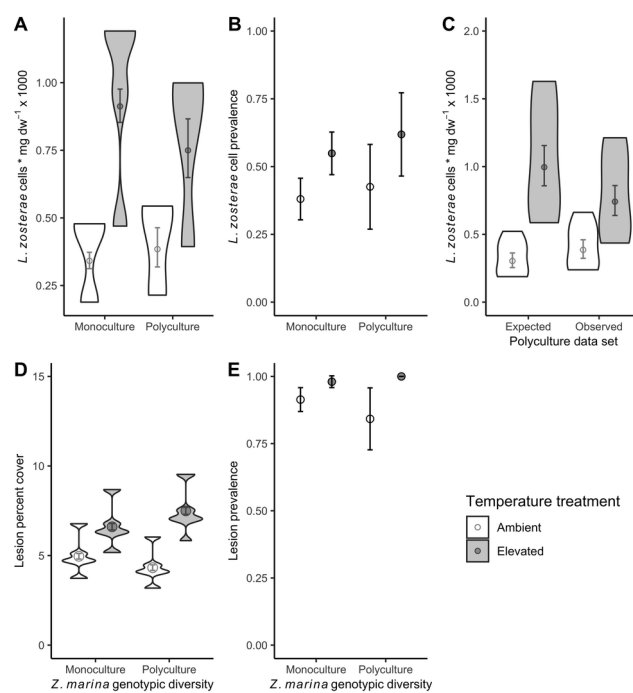 A
L. zosterae cells * mg dw⁻¹ x 1000
1.00
0.75
0.50
0.25
Monoculture Polyculture
B
L. zosterae cell prevalence
1.00
0.75
0.50
0.25
0.00
Monoculture Polyculture
C
L. zosterae cells * mg dw⁻¹ x 1000
2.0
1.5
1.0
0.5
0.0
Expected Observed
Polyculture data set
D
Lesion percent cover
15
10
5
0
Monoculture Polyculture
Z. marina genotypic diversity
E
Lesion prevalence
1.00
0.75
0.50
0.25
0.00
Monoculture Polyculture
Z. marina genotypic diversity
Temperature treatment
Ambient
Elevated